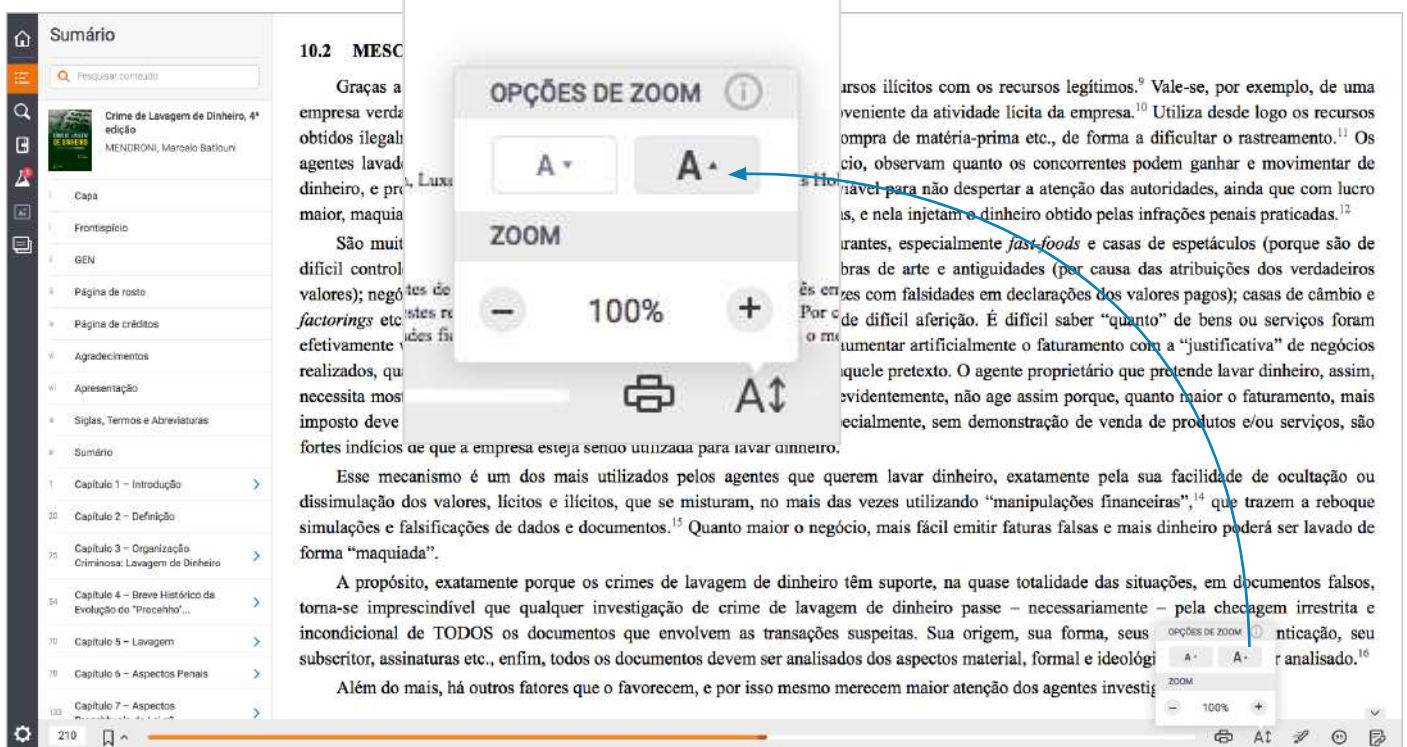 Sumário
Pesquisar conteúdo
Crime de Lavagem de Dinheiro, 4ª
edição
MENDRONI, Marcelo Batlouni
Capa
Frontispício
GEN
Página de rosto
Página de créditos
Agradecimentos
Apresentação
Siglas, Termos e Abreviaturas
Sumário
1 Capítulo 1 – Introdução
20 Capítulo 2 – Definição
25 Capítulo 3 – Organização
Criminosa: Lavagem de Dinheiro
54 Capítulo 4 – Breve Histórico da
Evolução do "Procehho"...
70 Capítulo 5 – Lavagem
78 Capítulo 6 – Aspectos Penais
133 Capítulo 7 – Aspectos
210
10.2 MESC
Graças a ursos ilícitos com os recursos legítimos.9 Vale-se, por exemplo, de uma
empresa verda oveniente da atividade lícita da empresa.10 Utiliza desde logo os recursos
obtidos ilegaln ompra de matéria-prima etc., de forma a dificultar o rastreamento.11 Os
agentes lavado cio, observam quanto os concorrentes podem ganhar e movimentar de
dinheiro, e pro viável para não despertar a atenção das autoridades, ainda que com lucro
maior, maquia as, e nela injetam o dinheiro obtido pelas infrações penais praticadas.12
São muit urantes, especialmente fast-foods e casas de espetáculos (porque são de
difícil control bras de arte e antiguidades (por causa das atribuições dos verdadeiros
valores); negó zes com falsidades em declarações dos valores pagos); casas de câmbio e
factorings etc de difícil aferição. É difícil saber “quanto” de bens ou serviços foram
efetivamente aumentar artificialmente o faturamento com a “justificativa” de negócios
realizados, qu quele pretexto. O agente proprietário que pretende lavar dinheiro, assim,
necessita mos evidentemente, não age assim porque, quanto maior o faturamento, mais
imposto deve pecialmente, sem demonstração de venda de produtos e/ou serviços, são
fortes indícios de que a empresa esteja sendo utilizada para lavar dinheiro.
Esse mecanismo é um dos mais utilizados pelos agentes que querem lavar dinheiro, exatamente pela sua facilidade de ocultação ou
dissimulação dos valores, lícitos e ilícitos, que se misturam, no mais das vezes utilizando “manipulações financeiras”,14 que trazem a reboque
simulações e falsificações de dados e documentos.15 Quanto maior o negócio, mais fácil emitir faturas falsas e mais dinheiro poderá ser lavado de
forma “maquiada”.
A propósito, exatamente porque os crimes de lavagem de dinheiro têm suporte, na quase totalidade das situações, em documentos falsos,
torna-se imprescindível que qualquer investigação de crime de lavagem de dinheiro passe – necessariamente – pela checagem irrestrita e
incondicional de TODOS os documentos que envolvem as transações suspeitas. Sua origem, sua forma, seus nticação, seu
subscritor, assinaturas etc., enfim, todos os documentos devem ser analisados dos aspectos material, formal e ideológi r analisado.16
Além do mais, há outros fatores que o favorecem, e por isso mesmo merecem maior atenção dos agentes investig
OPÇÕES DE ZOOM
A A
ZOOM
− 100% +
A
OPÇÕES DE ZOOM
A A
ZOOM
− 100% +
A